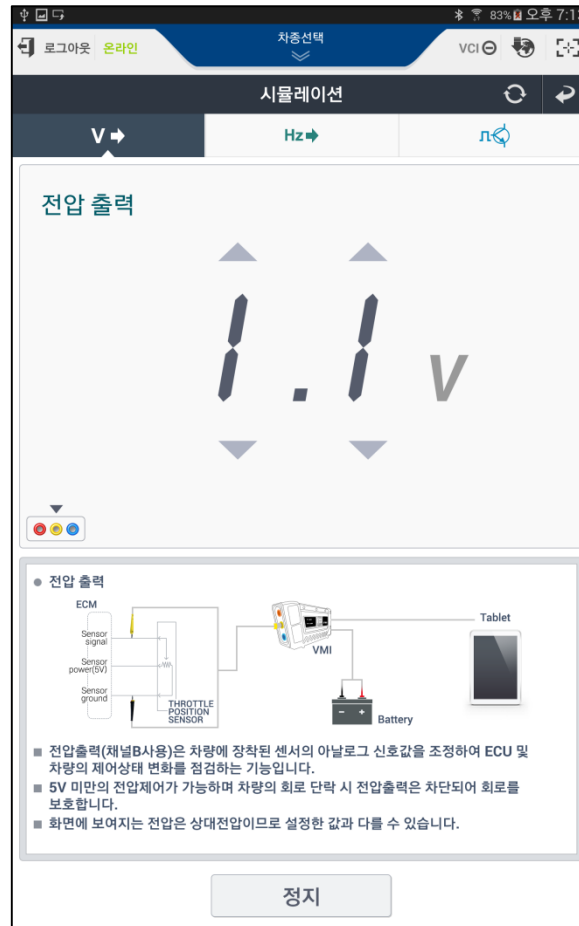 83% 오후 7:13
로그아웃 온라인
차종선택
VCI
시뮬레이션
V
Hz
전압 출력
1.1 V
전압 출력
ECM
Sensor signal
Sensor power(5V)
Sensor ground
THROTTLE POSITION SENSOR
VMI
Battery
Tablet
전압출력(채널B사용)은 차량에 장착된 센서의 아날로그 신호값을 조정하여 ECU 및
차량의 제어상태 변화를 점검하는 기능입니다.
5V 미만의 전압제어가 가능하며 차량의 회로 단락 시 전압출력은 차단되어 회로를
보호합니다.
화면에 보여지는 전압은 상대전압이므로 설정한 값과 다를 수 있습니다.
정지